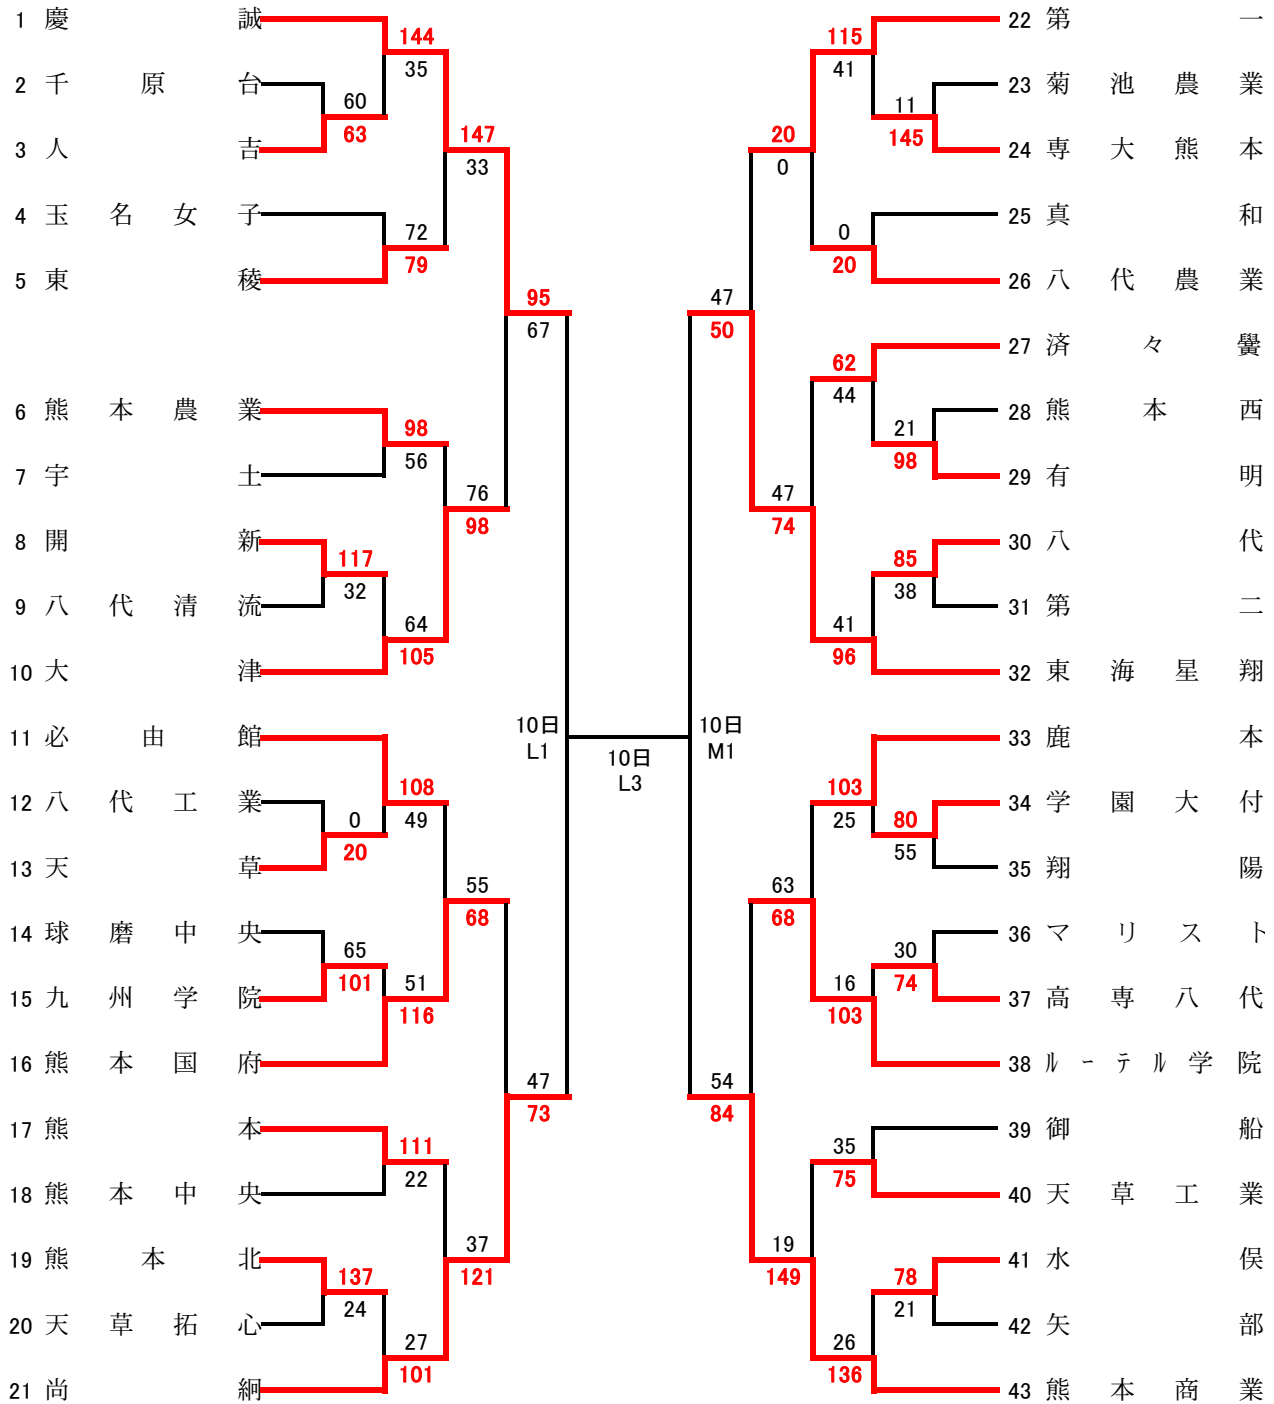 1 慶誠
2 千原台
3 人吉
4 玉名女子
5 東稜
6 熊本農業
7 宇土
8 開新
9 八代清流
10 大津
11 必由館
12 八代工業
13 天草
14 球磨中央
15 九州学院
16 熊本国府
17 熊本
18 熊本中央
19 熊本北
20 天草拓心
21 尚絅
144
35
60
63
147
33
72
79
95
67
98
56
76
98
117
32
64
105
108
49
0
20
55
68
65
101
51
116
47
73
111
22
37
121
137
24
27
101
10日
L1
10日
L3
10日
M1
115
41
11
145
20
0
0
20
47
50
62
44
21
98
47
74
85
38
41
96
103
25
80
55
63
68
30
74
16
103
54
84
35
75
19
149
78
21
26
136
22 第一
23 菊池農業
24 専大熊本
25 真和
26 八代農業
27 済々黌
28 熊本西
29 有明
30 八代
31 第二
32 東海星翔
33 鹿本
34 学園大付
35 翔陽
36 マリスト
37 高専八代
38 ﾙｰﾃﾙ学院
39 御船
40 天草工業
41 水俣
42 矢部
43 熊本商業